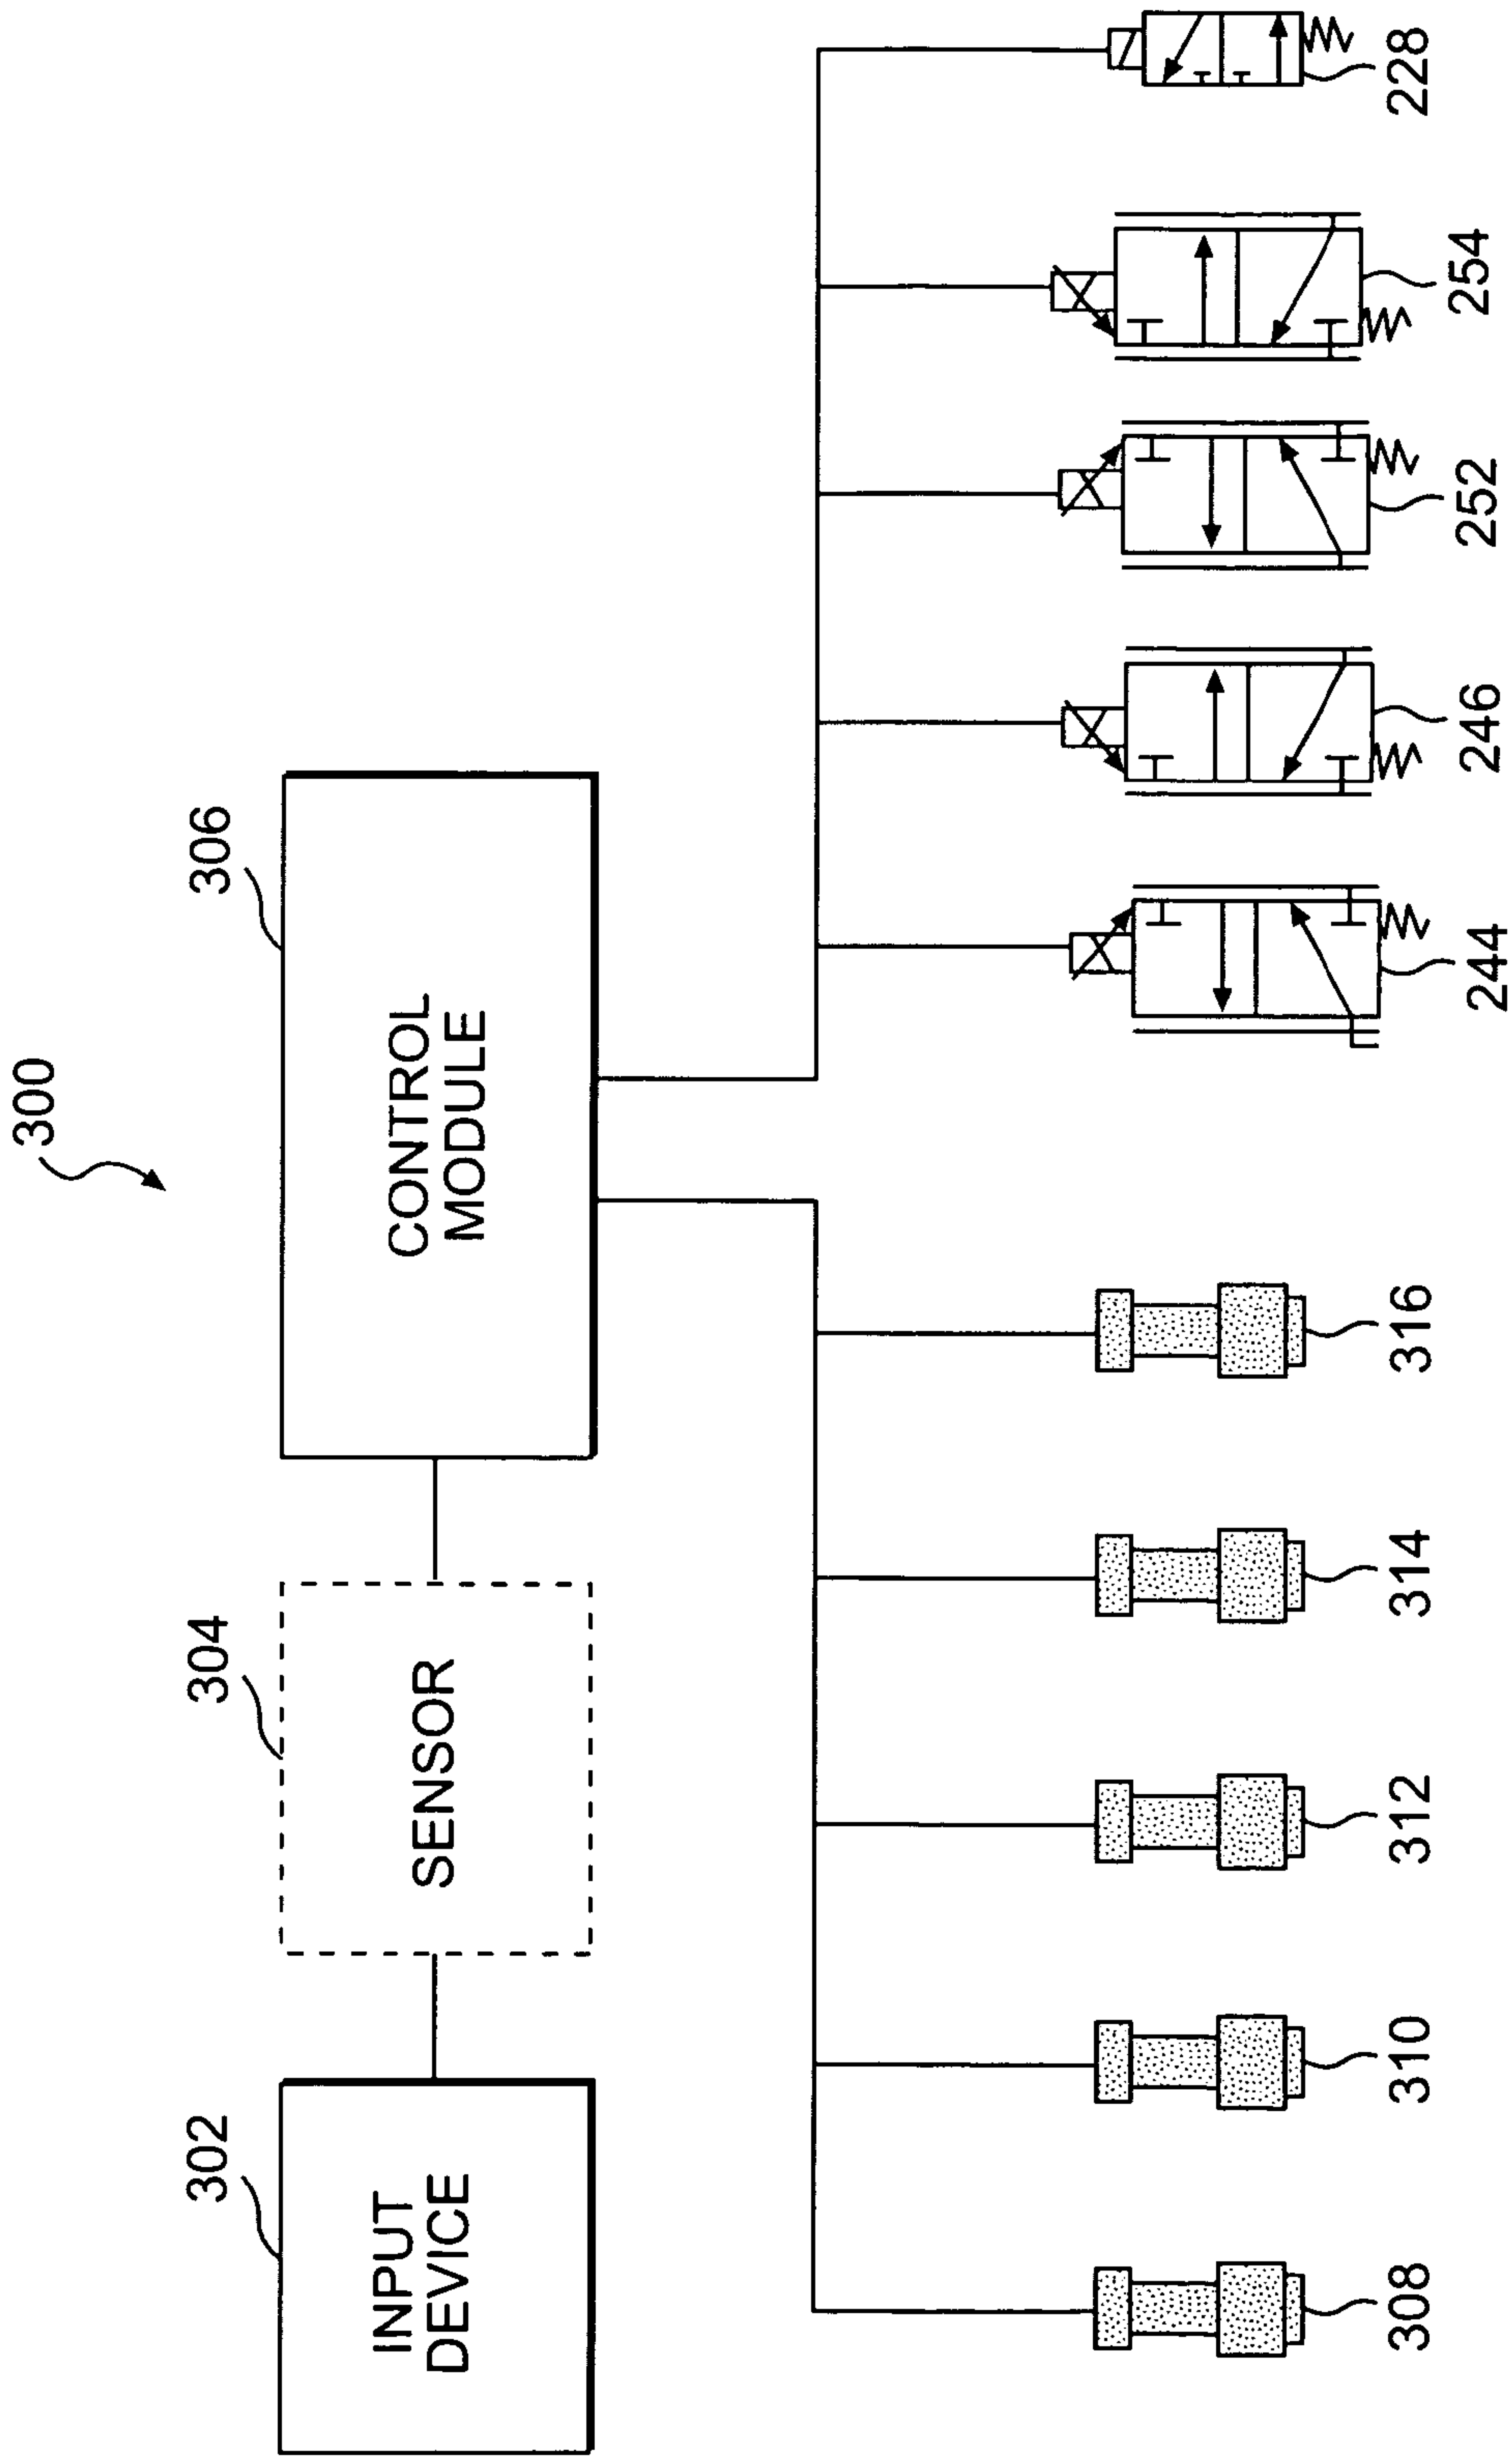 300
302
304
306
INPUT
DEVICE
SENSOR
CONTROL
MODULE
308
310
312
314
316
244
246
252
254
228